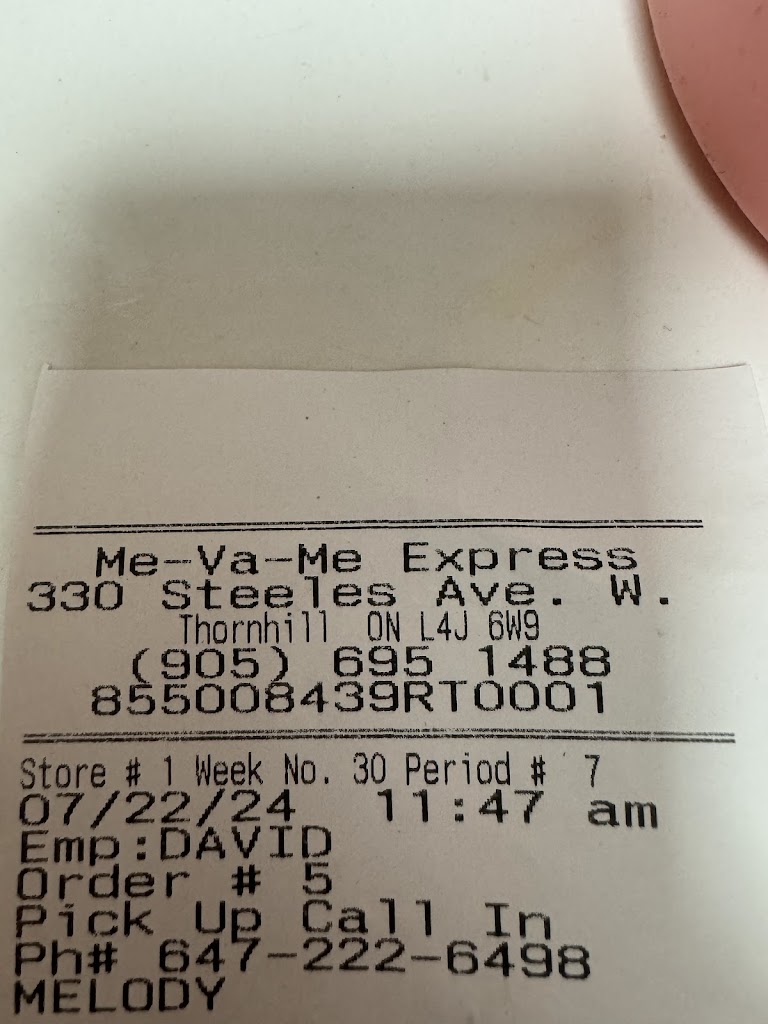 Me-Va-Me Express
330 Steeles Ave. W.
Thornhill ON L4J 6W9
(905) 695 1488
855008439RT0001
Store # 1 Week No. 30 Period # 7
07/22/24 11:47 am
Emp:DAVID
Order # 5
Pick Up Call In
Ph# 647-222-6498
MELODY